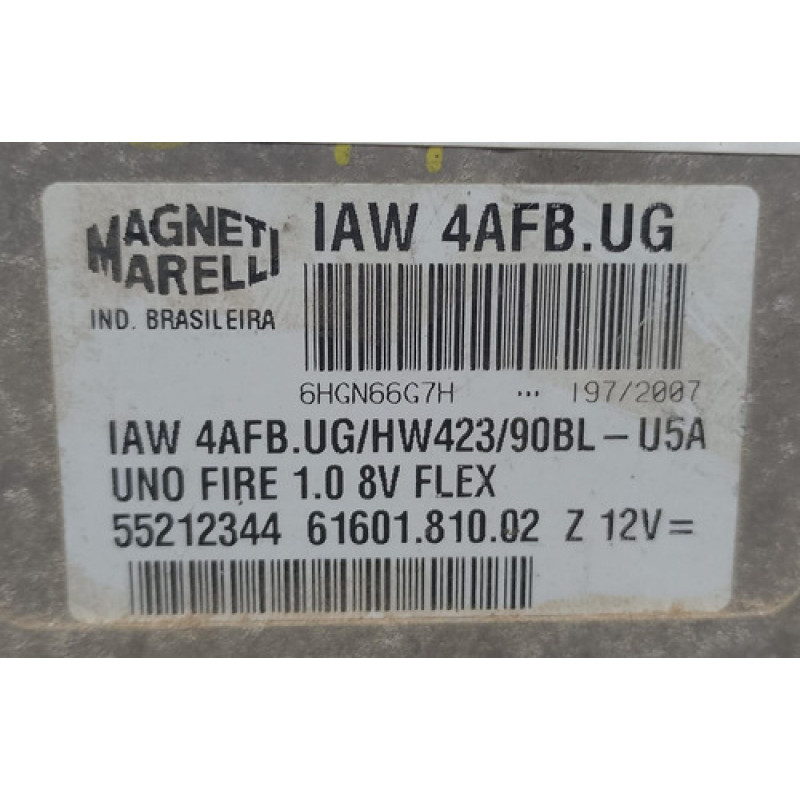 MAGNETI MARELLI
IAW 4AFB.UG
IND. BRASILEIRA
6HGN66G7H ... 197/2007
IAW 4AFB.UG/HW423/90BL – U5A
UNO FIRE 1.0 8V FLEX
55212344 61601.810.02 Z 12V=